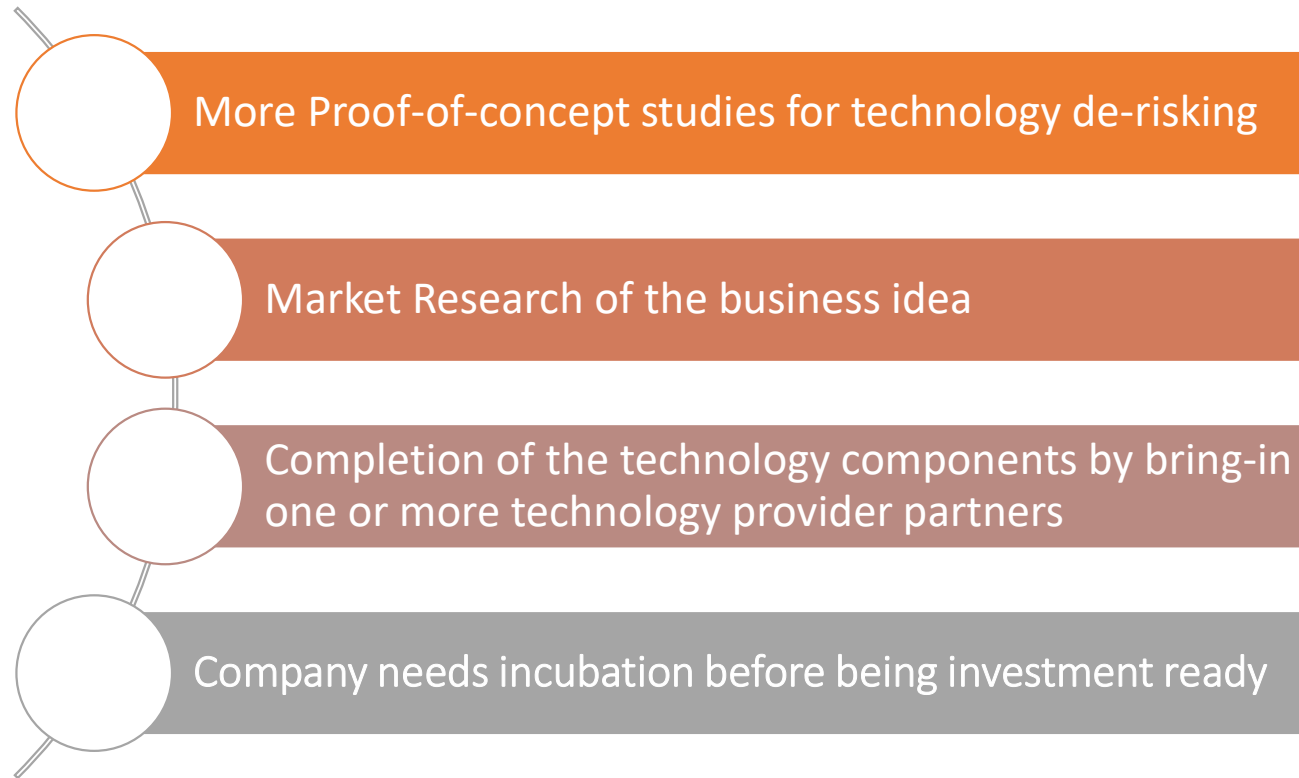 More Proof-of-concept studies for technology de-risking
Market Research of the business idea
Completion of the technology components by bring-in
one or more technology provider partners
Company needs incubation before being investment ready